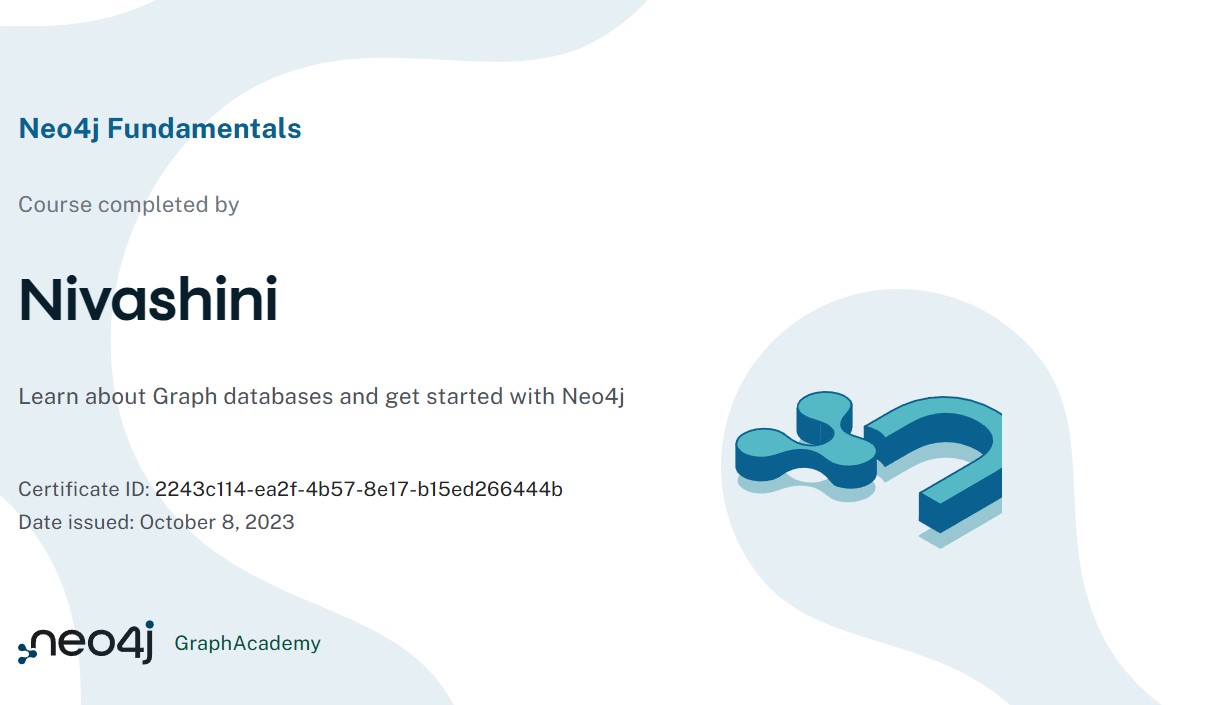 Neo4j Fundamentals
Course completed by
Nivashini
Learn about Graph databases and get started with Neo4j
Certificate ID: 2243c114-ea2f-4b57-8e17-b15ed266444b
Date issued: October 8, 2023
neo4j GraphAcademy